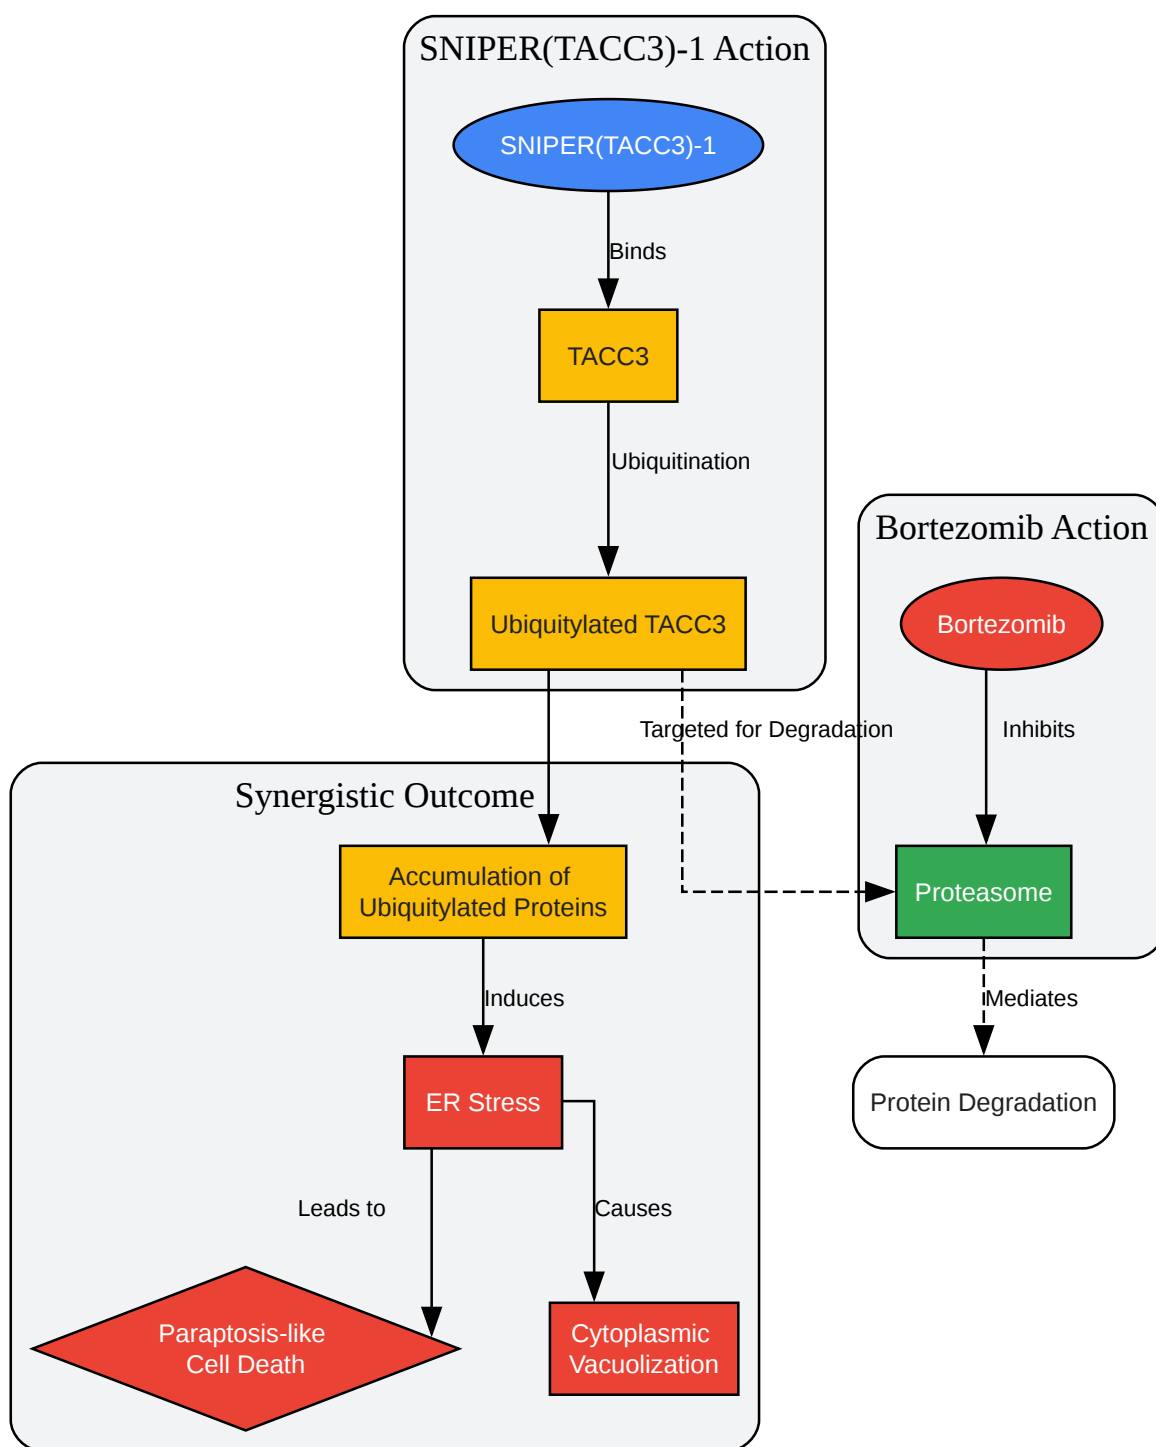 SNIPER(TACC3)-1 Action
SNIPER(TACC3)-1
Binds
TACC3
Ubiquitination
Bortezomib Action
Ubiquitylated TACC3
Bortezomib
Targeted for Degradation
Inhibits
Synergistic Outcome
Accumulation of
Ubiquitylated Proteins
Proteasome
Induces
Mediates
ER Stress
Protein Degradation
Leads to
Causes
Paraptosis-like
Cell Death
Cytoplasmic
Vacuolization